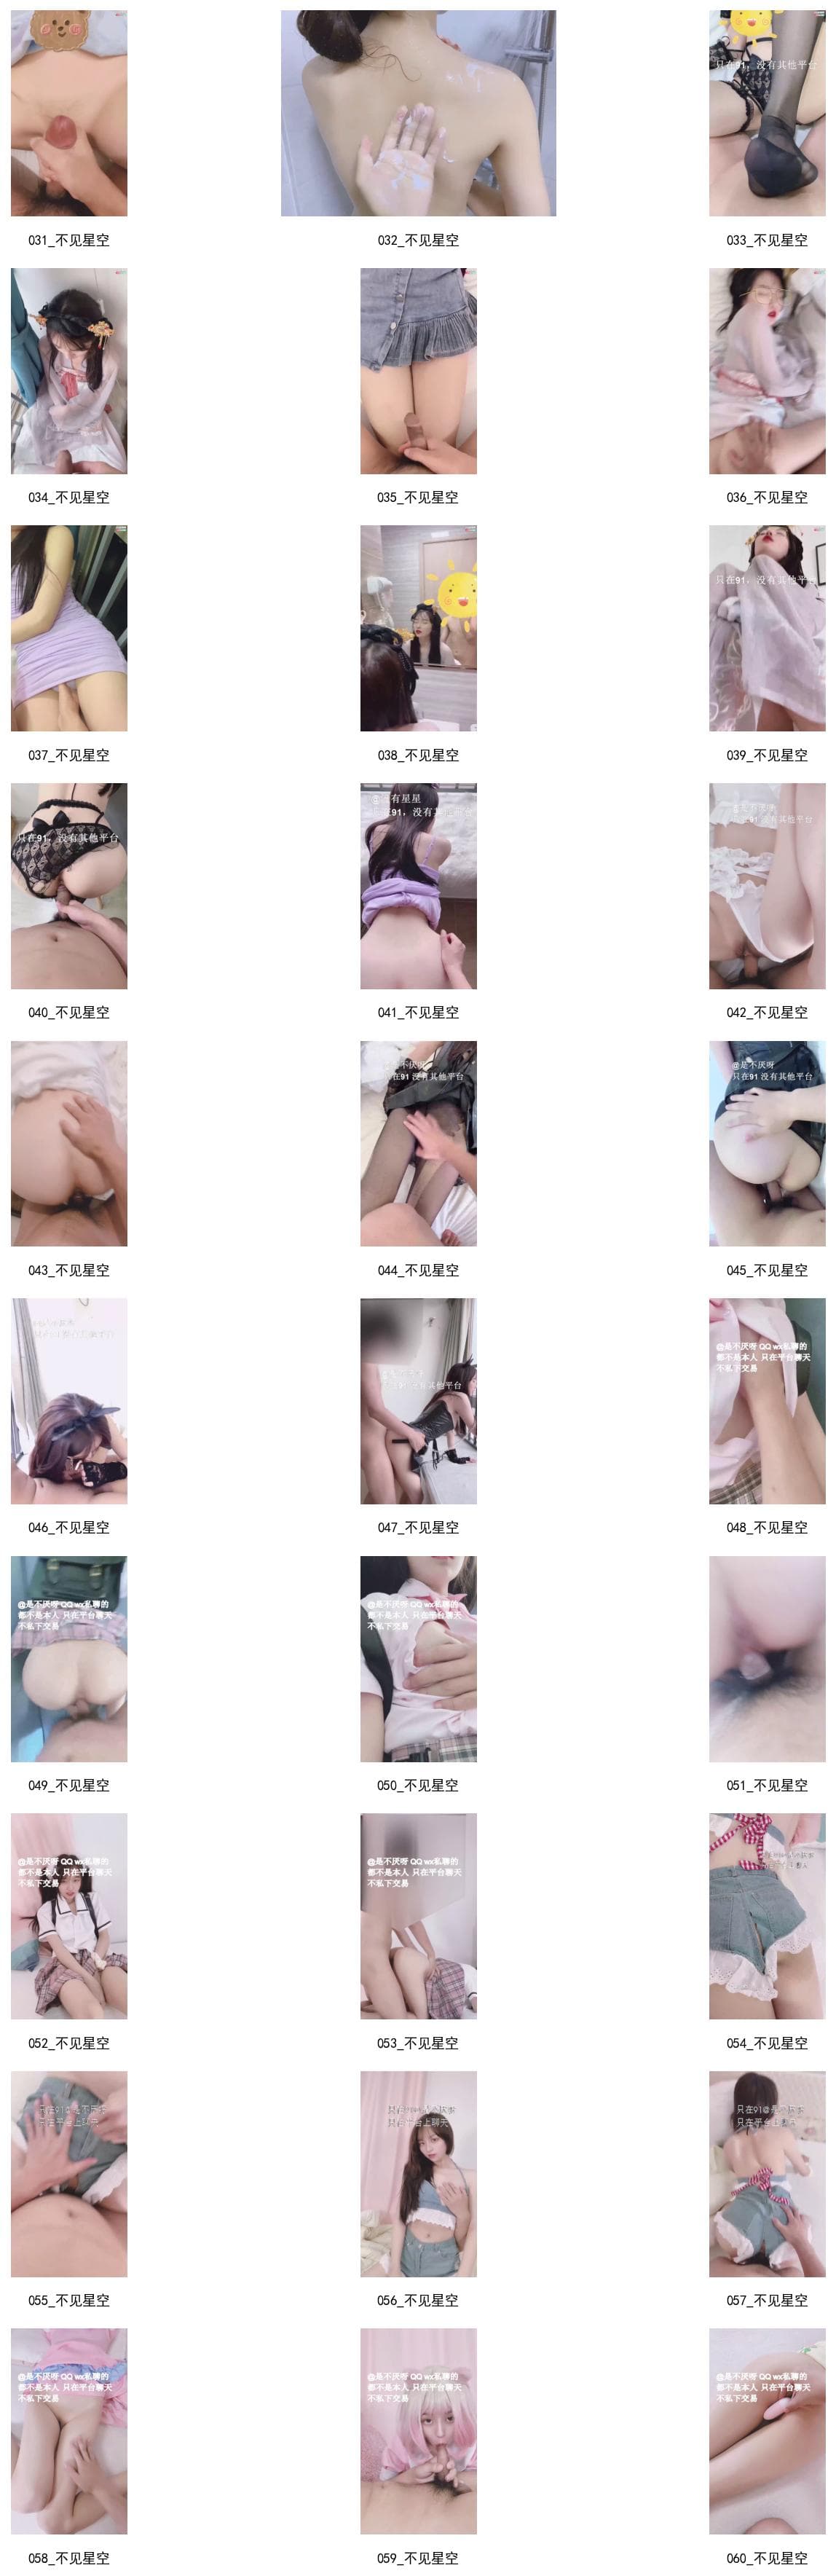 只在91，没有其他平台
031_不见星空
032_不见星空
033_不见星空
034_不见星空
035_不见星空
036_不见星空
只在91，没有其他平台
037_不见星空
038_不见星空
039_不见星空
只在91，没有其他平台
有星星
91，没有其他平台
91 没有其他平台
040_不见星空
041_不见星空
042_不见星空
是不厌呀
在91 没有其他平台
@是不厌呀
只在91 没有其他平台
043_不见星空
044_不见星空
045_不见星空
91 没有其他平台
@是不厌呀 QQ wx私聊的
都不是本人 只在平台聊天
不私下交易
046_不见星空
047_不见星空
048_不见星空
@是不厌呀 QQ wx私聊的
都不是本人 只在平台聊天
不私下交易
@是不厌呀 QQ wx私聊的
都不是本人 只在平台聊天
不私下交易
049_不见星空
050_不见星空
051_不见星空
@是不厌呀 QQ wx私聊的
都不是本人 只在平台聊天
不私下交易
@是不厌呀 QQ wx私聊的
都不是本人 只在平台聊天
不私下交易
052_不见星空
053_不见星空
054_不见星空
只在91@是不厌呀
只在平台上聊天
只在91@是不厌呀
只在平台上聊天
只在91@是不厌呀
只在平台上聊天
055_不见星空
056_不见星空
057_不见星空
@是不厌呀 QQ wx私聊的
都不是本人 只在平台聊天
不私下交易
@是不厌呀 QQ wx私聊的
都不是本人 只在平台聊天
不私下交易
@是不厌呀 QQ wx私聊的
都不是本人 只在平台聊天
不私下交易
058_不见星空
059_不见星空
060_不见星空